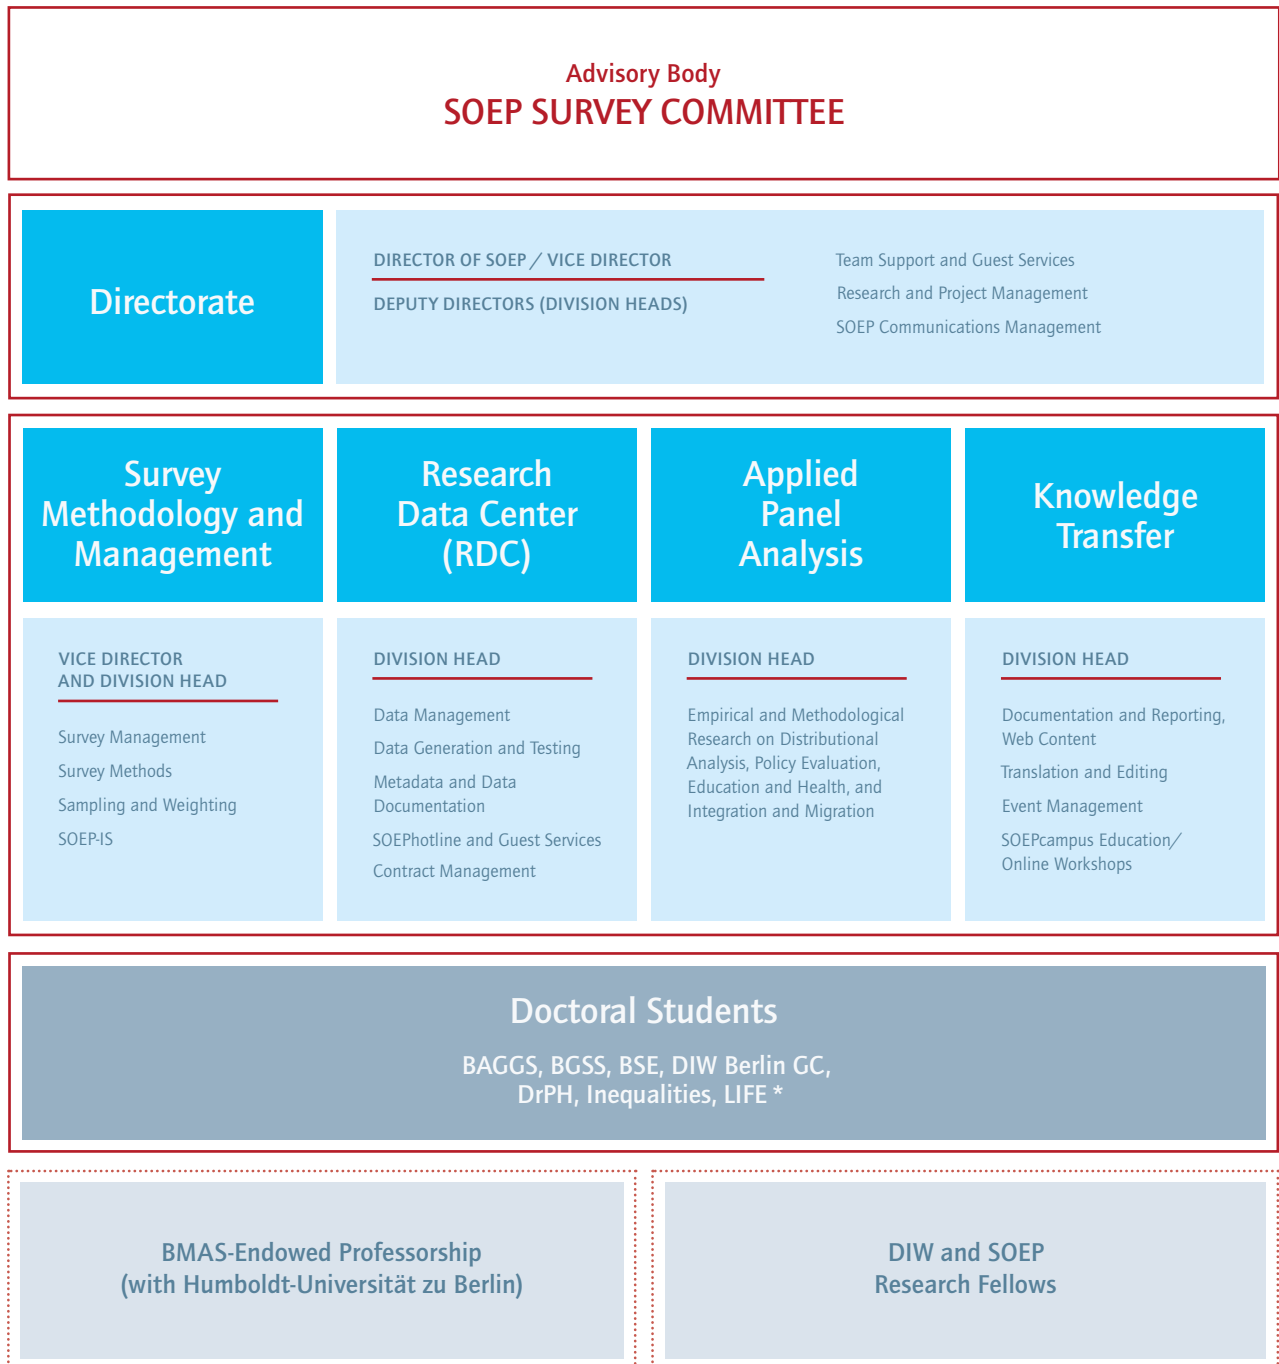 Advisory Body
SOEP SURVEY COMMITTEE
Directorate
DIRECTOR OF SOEP / VICE DIRECTOR
DEPUTY DIRECTORS (DIVISION HEADS)
Team Support and Guest Services
Research and Project Management
SOEP Communications Management
Survey
Methodology and
Management
VICE DIRECTOR
AND DIVISION HEAD
Survey Management
Survey Methods
Sampling and Weighting
SOEP-IS
Research
Data Center
(RDC)
DIVISION HEAD
Data Management
Data Generation and Testing
Metadata and Data
Documentation
SOEPhotline and Guest Services
Contract Management
Applied
Panel
Analysis
DIVISION HEAD
Empirical and Methodological
Research on Distributional
Analysis, Policy Evaluation,
Education and Health, and
Integration and Migration
Knowledge
Transfer
DIVISION HEAD
Documentation and Reporting,
Web Content
Translation and Editing
Event Management
SOEPcampus Education/
Online Workshops
Doctoral Students
BAGGS, BGSS, BSE, DIW Berlin GC,
DrPH, Inequalities, LIFE *
BMAS-Endowed Professorship
(with Humboldt-Universität zu Berlin)
DIW and SOEP
Research Fellows